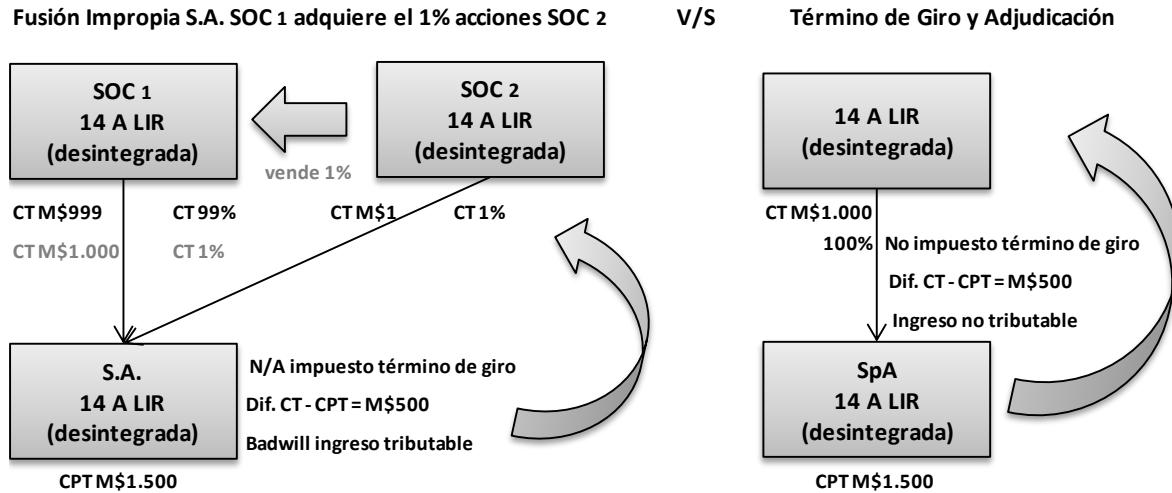 Fusión Impropia S.A. SOC 1 adquiere el 1% acciones SOC 2
V/S
Término de Giro y Adjudicación
SOC 1
14 A LIR
(desintegrada)
vende 1%
SOC 2
14 A LIR
(desintegrada)
CT M$999
CT 99%
CT M$1
CT 1%
CT M$1.000
CT 1%
S.A.
14 A LIR
(desintegrada)
CPT M$1.500
N/A impuesto término de giro
Dif. CT - CPT = M$500
Badwill ingreso tributable
14 A LIR
(desintegrada)
CT M$1.000
100%
No impuesto término de giro
Dif. CT - CPT = M$500
Ingreso no tributable
SpA
14 A LIR
(desintegrada)
CPT M$1.500